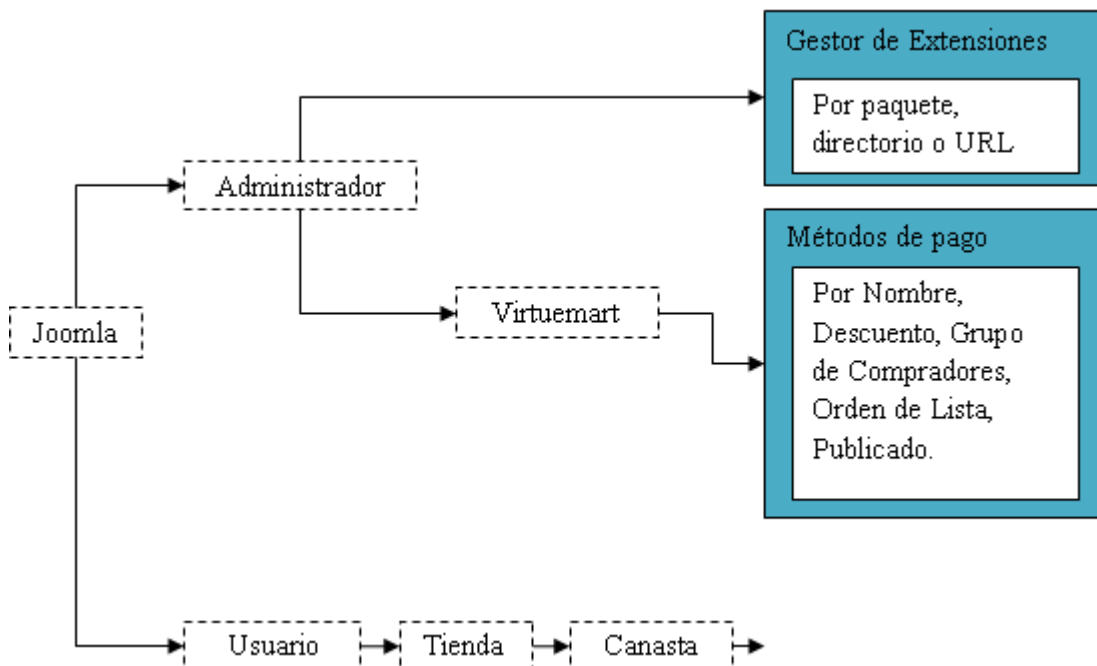 Gestor de Extensiones
Por paquete,
directorio o URL
Administrador
Métodos de pago
Por Nombre,
Descuento, Grupo
de Compradores,
Orden de Lista,
Publicado.
Virtuemart
Joomla
Usuario
Tienda
Canasta